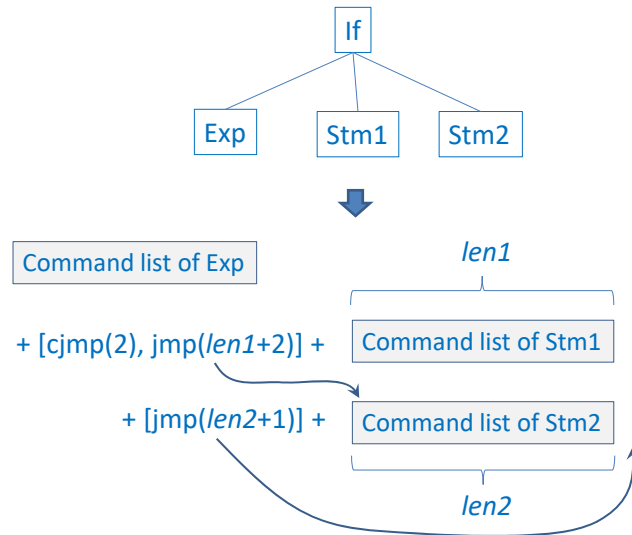 If
Exp Stm1 Stm2
Command list of Exp
len1
+ [cjmp(2), jmp(len1+2)] + Command list of Stm1
+ [jmp(len2+1)] + Command list of Stm2
len2